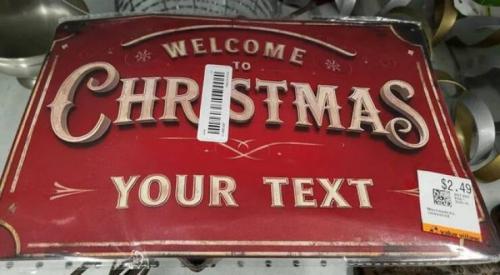 WELCOME
TO
CHRISTMAS
YOUR TEXT
$2.49